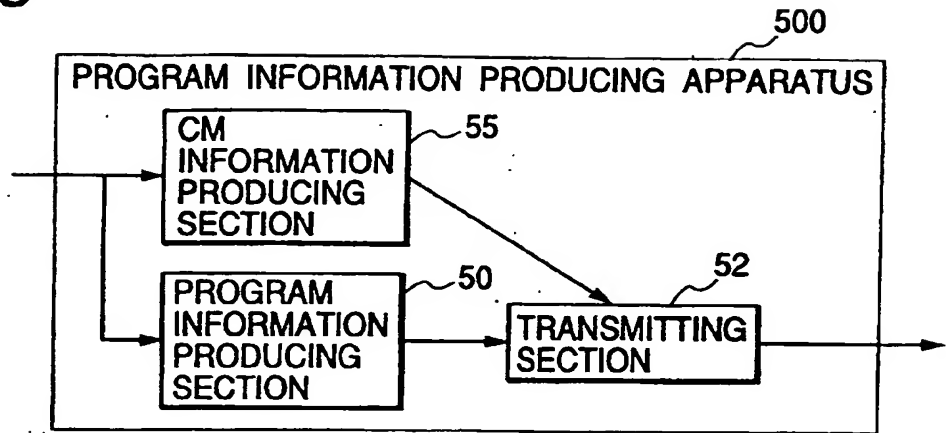 500
PROGRAM INFORMATION PRODUCING APPARATUS
CM
INFORMATION
PRODUCING
SECTION
55
PROGRAM
INFORMATION
PRODUCING
SECTION
50
TRANSMITTING
SECTION
52